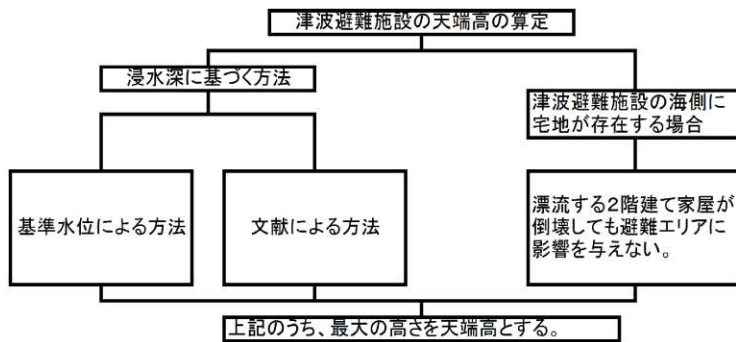 津波避難施設の天端高の算定
浸水深に基づく方法
津波避難施設の海側に
宅地が存在する場合
基準水位による方法
文献による方法
漂流する2階建て家屋が
倒壊しても避難エリアに
影響を与えない。
上記のうち、最大の高さを天端高とする。